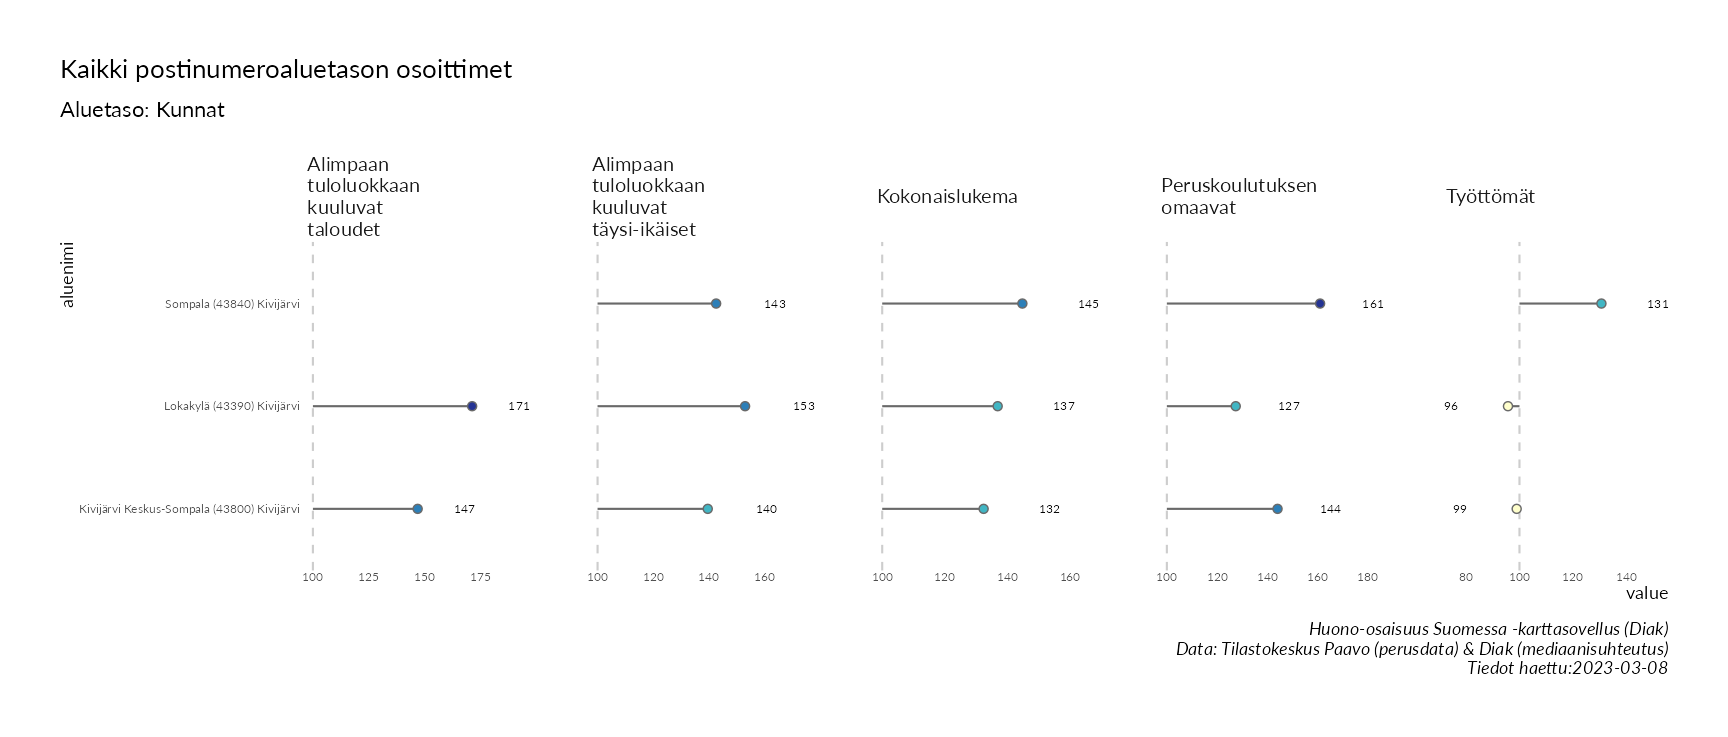 Kaikki postinumeroaluetason osoittimet
Aluetaso: Kunnat
Alimpaan
tuloluokkaan
kuuluvat
taloudet
Alimpaan
tuloluokkaan
kuuluvat
täysi-ikäiset
Kokonaislukema
Peruskoulutuksen
omaavat
Työttömät
aluenimi
Sompala (43840) Kivijärvi
143
145
161
131
Lokakylä (43390) Kivijärvi
171
153
137
127
96
Kivijärvi Keskus-Sompala (43800) Kivijärvi
147
140
132
144
99
100 125 150 175
100 120 140 160
100 120 140 160
100 120 140 160 180
80 100 120 140
value
Huono-osaisuus Suomessa -karttasovellus (Diak)
Data: Tilastokeskus Paavo (perusdata) & Diak (mediaanisuhteutus)
Tiedot haettu:2023-03-08